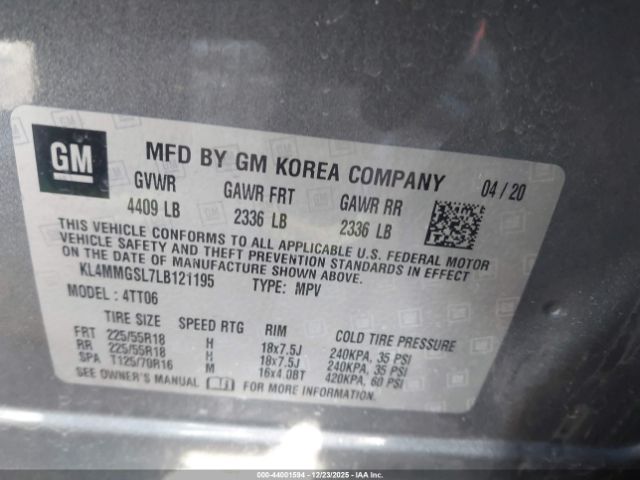 GM MFD BY GM KOREA COMPANY 04 / 20
GVWR GAWR FRT GAWR RR
4409 LB 2336 LB 2336 LB
THIS VEHICLE CONFORMS TO ALL APPLICABLE U.S. FEDERAL MOTOR
VEHICLE SAFETY AND THEFT PREVENTION STANDARDS IN EFFECT
ON THE DATE OF MANUFACTURE SHOWN ABOVE.
KL4MMGSL7LB121195 TYPE: MPV
MODEL: 4TT06
TIRE SIZE SPEED RTG RIM COLD TIRE PRESSURE
FRT 225/55R18 H 18x7.5J 240KPA, 35 PSI
RR 225/55R18 H 18x7.5J 240KPA, 35 PSI
SPA T125/70R16 M 16x4.0BT 420KPA, 60 PSI
SEE OWNER'S MANUAL FOR MORE INFORMATION.
000-44001594 | 12/23/2025 - IAA Inc.